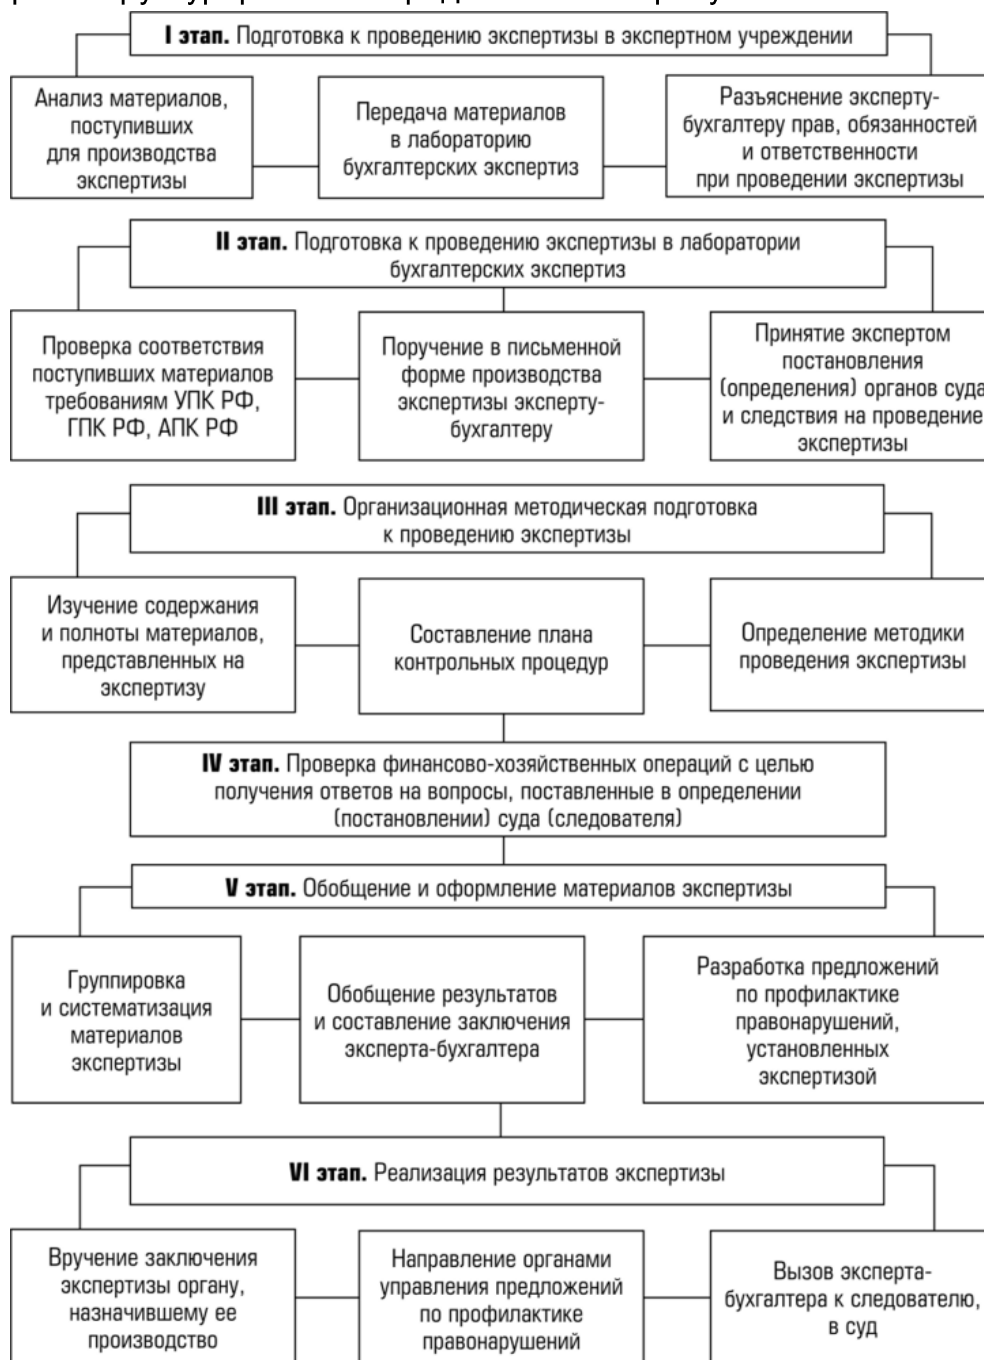 I этап. Подготовка к проведению экспертизы в экспертном учреждении
Анализ материалов,
поступивших
для производства
экспертизы
Передача материалов
в лабораторию
бухгалтерских экспертиз
Разъяснение эксперту-
бухгалтеру прав, обязанностей
и ответственности
при проведении экспертизы
II этап. Подготовка к проведению экспертизы в лаборатории
бухгалтерских экспертиз
Проверка соответствия
поступивших материалов
требованиям УПК РФ,
ГПК РФ, АПК РФ
Поручение в письменной
форме производства
экспертизы эксперту-
бухгалтеру
Принятие экспертом
постановления
(определения) органов суда
и следствия на проведение
экспертизы
III этап. Организационная методическая подготовка
к проведению экспертизы
Изучение содержания
и полноты материалов,
представленных на
экспертизу
Составление плана
контрольных процедур
Определение методики
проведения экспертизы
IV этап. Проверка финансово-хозяйственных операций с целью
получения ответов на вопросы, поставленные в определении
(постановлении) суда (следователя)
V этап. Обобщение и оформление материалов экспертизы
Группировка
и систематизация
материалов
экспертизы
Обобщение результатов
и составление заключения
эксперта-бухгалтера
Разработка предложений
по профилактике
правонарушений,
установленных
экспертизой
VI этап. Реализация результатов экспертизы
Вручение заключения
экспертизы органу,
назначившему ее
производство
Направление органами
управления предложений
по профилактике
правонарушений
Вызов эксперта-
бухгалтера к следователю,
в суд